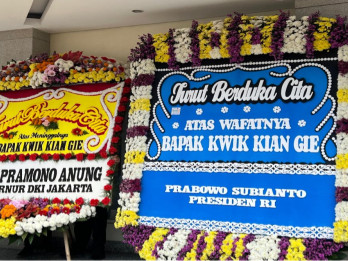 Turut Berduka Cita
Atas Meninggalnya
BAPAK KWIK KIAN GIE
PRAMONO ANUNG
RNUR DKI JAKARTA
Turut Berduka Cita
ATAS WAFATNYA
BAPAK KWIK KIAN GIE
PRABOWO SUBIANTO
PRESIDEN RI